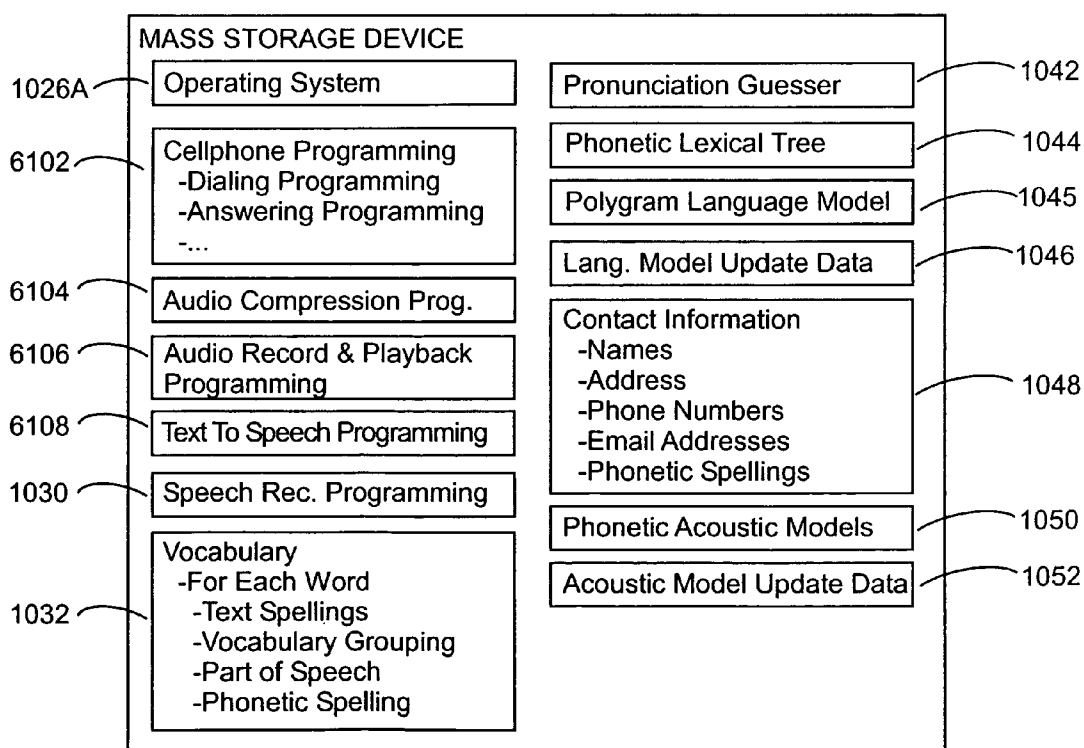 MASS STORAGE DEVICE
1026A
Operating System
6102
Cellphone Programming
-Dialing Programming
-Answering Programming
-...
6104
Audio Compression Prog.
6106
Audio Record & Playback
Programming
6108
Text To Speech Programming
1030
Speech Rec. Programming
1032
Vocabulary
-For Each Word
-Text Spellings
-Vocabulary Grouping
-Part of Speech
-Phonetic Spelling
Pronunciation Guesser
1042
Phonetic Lexical Tree
1044
Polygram Language Model
1045
Lang. Model Update Data
1046
Contact Information
-Names
-Address
-Phone Numbers
-Email Addresses
-Phonetic Spellings
1048
Phonetic Acoustic Models
1050
Acoustic Model Update Data
1052